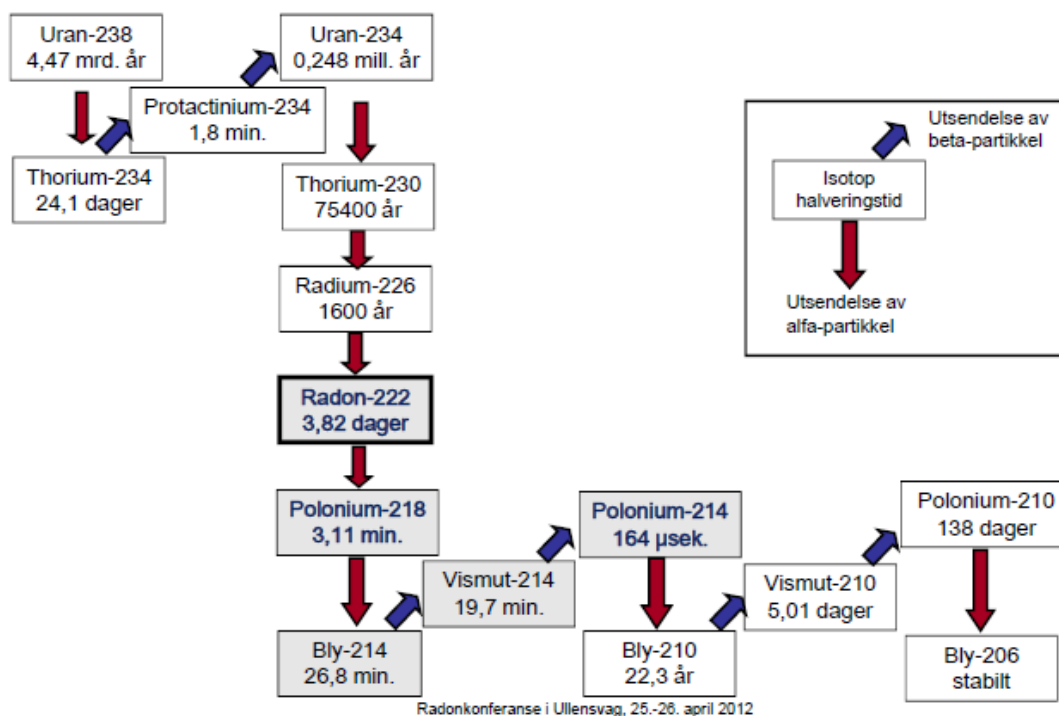 Uran-238
4,47 mrd. år
Uran-234
0,248 mill. år
Protactinium-234
1,8 min.
Thorium-234
24,1 dager
Thorium-230
75400 år
Radium-226
1600 år
Radon-222
3,82 dager
Polonium-218
3,11 min.
Bly-214
26,8 min.
Vismut-214
19,7 min.
Polonium-214
164 µsek.
Bly-210
22,3 år
Vismut-210
5,01 dager
Polonium-210
138 dager
Bly-206
stabilt
Utsendelse av
beta-partikkel
Isotop
halveringstid
Utsendelse av
alfa-partikkel
Radonkonferanse i Ullensvag, 25.-26. april 2012